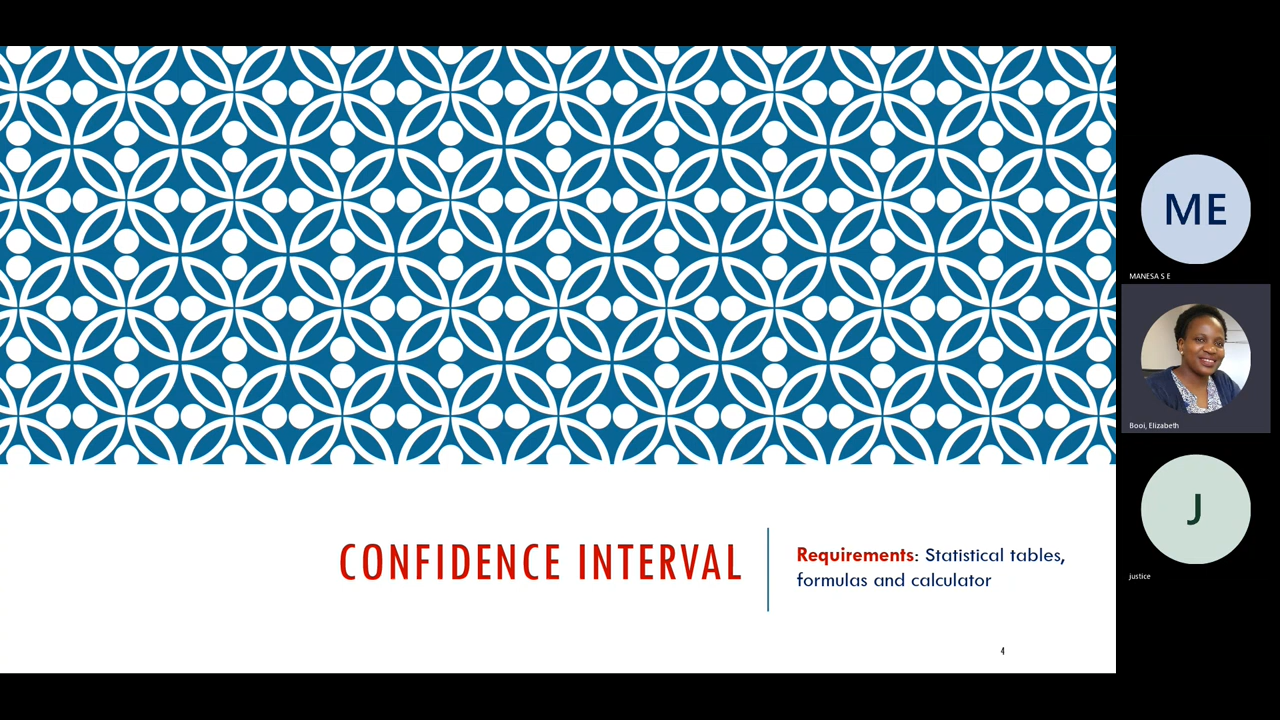 CONFIDENCE INTERVAL
Requirements: Statistical tables,
formulas and calculator
4
ME
MANESA S E
Booi, Elizabeth
J
justice